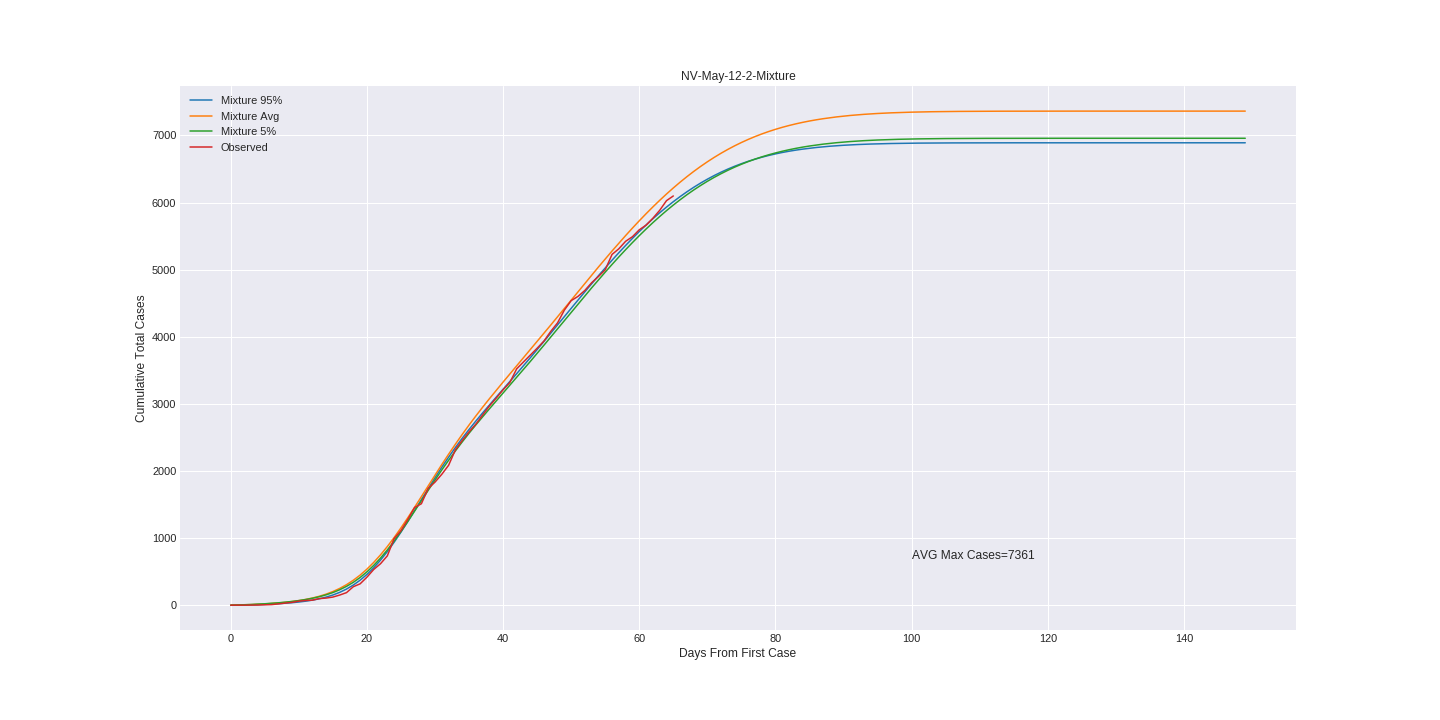 NV-May-12-2-Mixture
Mixture 95%
Mixture Avg
Mixture 5%
Observed
7000
6000
5000
4000
3000
2000
1000
0
Cumulative Total Cases
AVG Max Cases=7361
0 20 40 60 80 100 120 140
Days From First Case